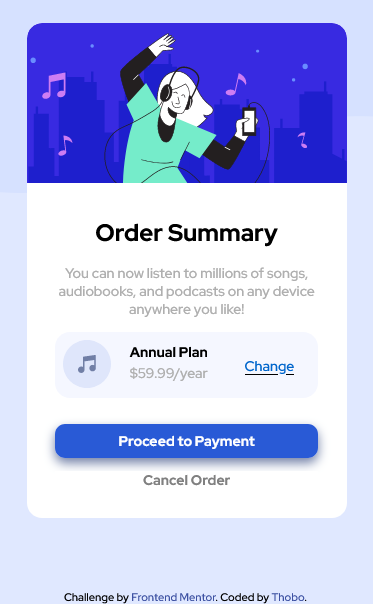 Order Summary
You can now listen to millions of songs,
audiobooks, and podcasts on any device
anywhere you like!
Annual Plan
$59.99/year
Change
Proceed to Payment
Cancel Order
Challenge by Frontend Mentor. Coded by Thobo.